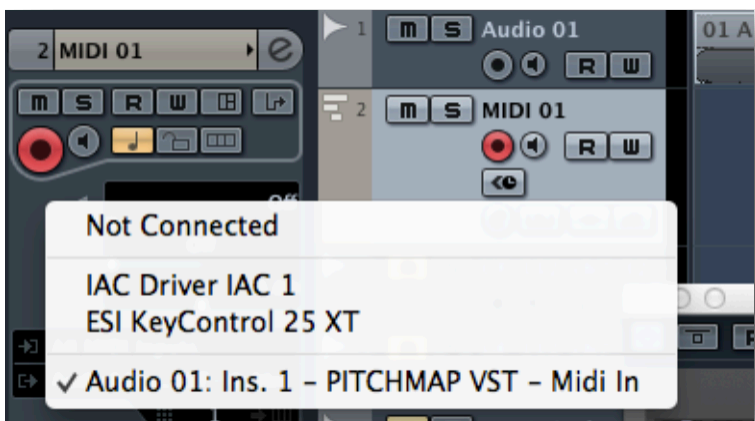 1 M S Audio 01
R W
01 A
2 MIDI 01 e
M S R W
2 M S MIDI 01
R W
Not Connected
IAC Driver IAC 1
ESI KeyControl 25 XT
✓ Audio 01: Ins. 1 – PITCHMAP VST – Midi In